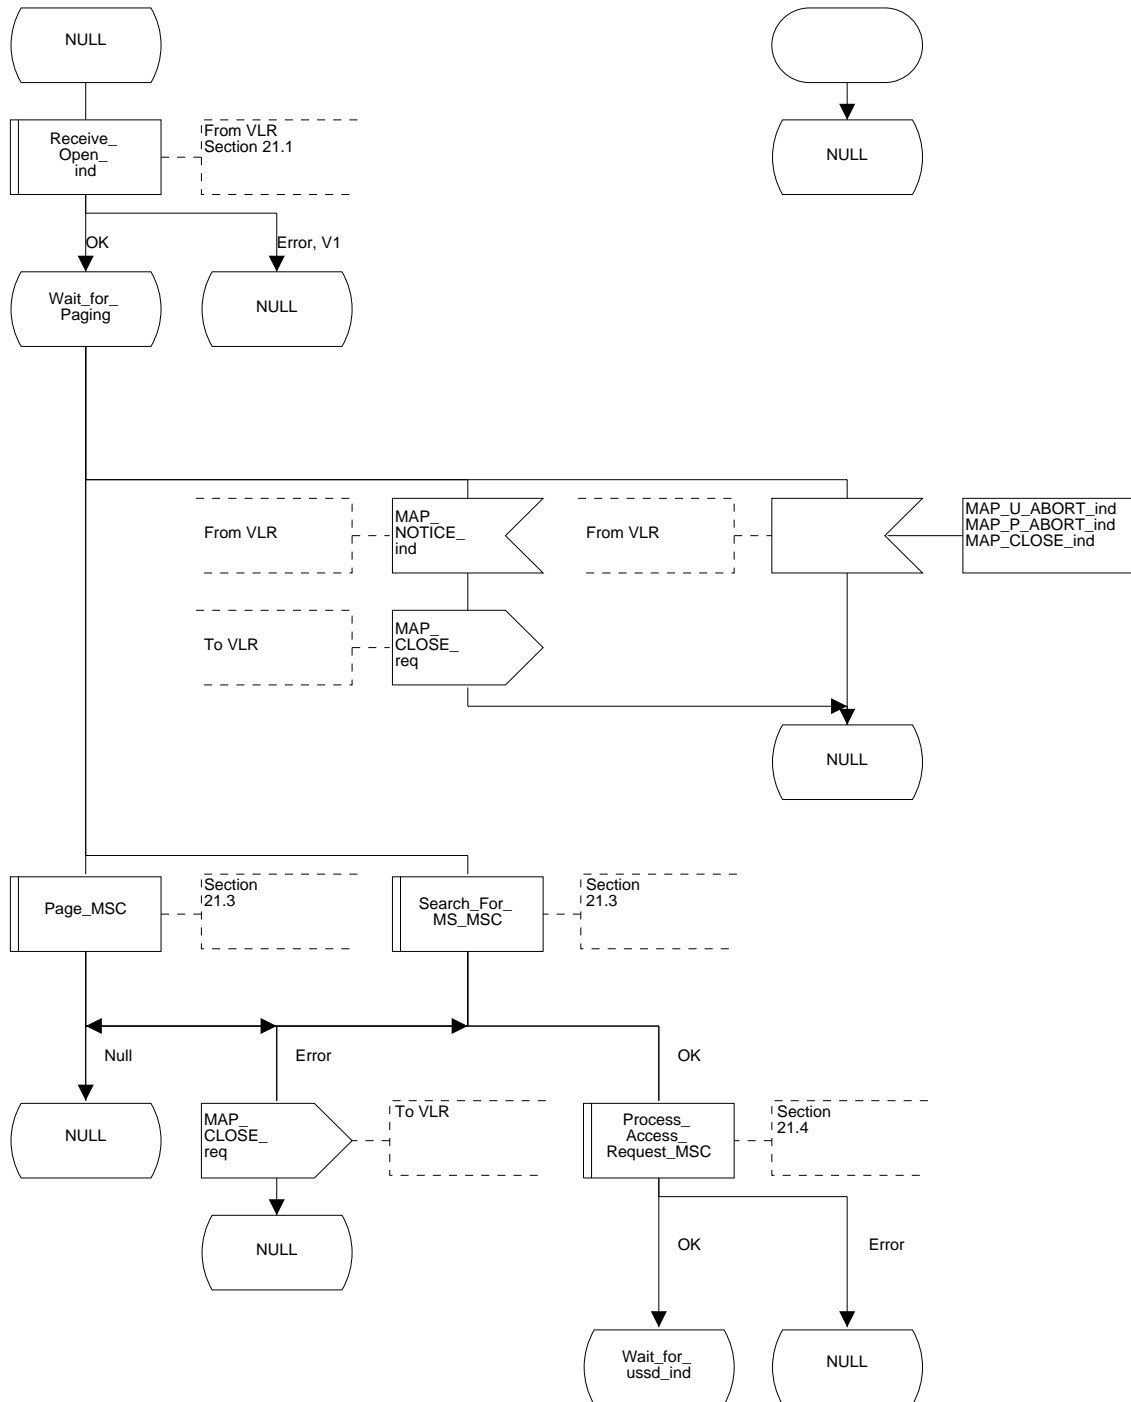 NULL
Receive_
Open_
ind
From VLR
Section 21.1
NULL
OK
Error, V1
Wait_for_
Paging
NULL
From VLR
MAP_
NOTICE_
ind
From VLR
MAP_U_ABORT_ind
MAP_P_ABORT_ind
MAP_CLOSE_ind
To VLR
MAP_
CLOSE_
req
NULL
Page_MSC
Section
21.3
Search_For_
MS_MSC
Section
21.3
Null
Error
OK
NULL
MAP_
CLOSE_
req
To VLR
Process_
Access_
Request_MSC
Section
21.4
NULL
OK
Error
Wait_for_
ussd_ind
NULL